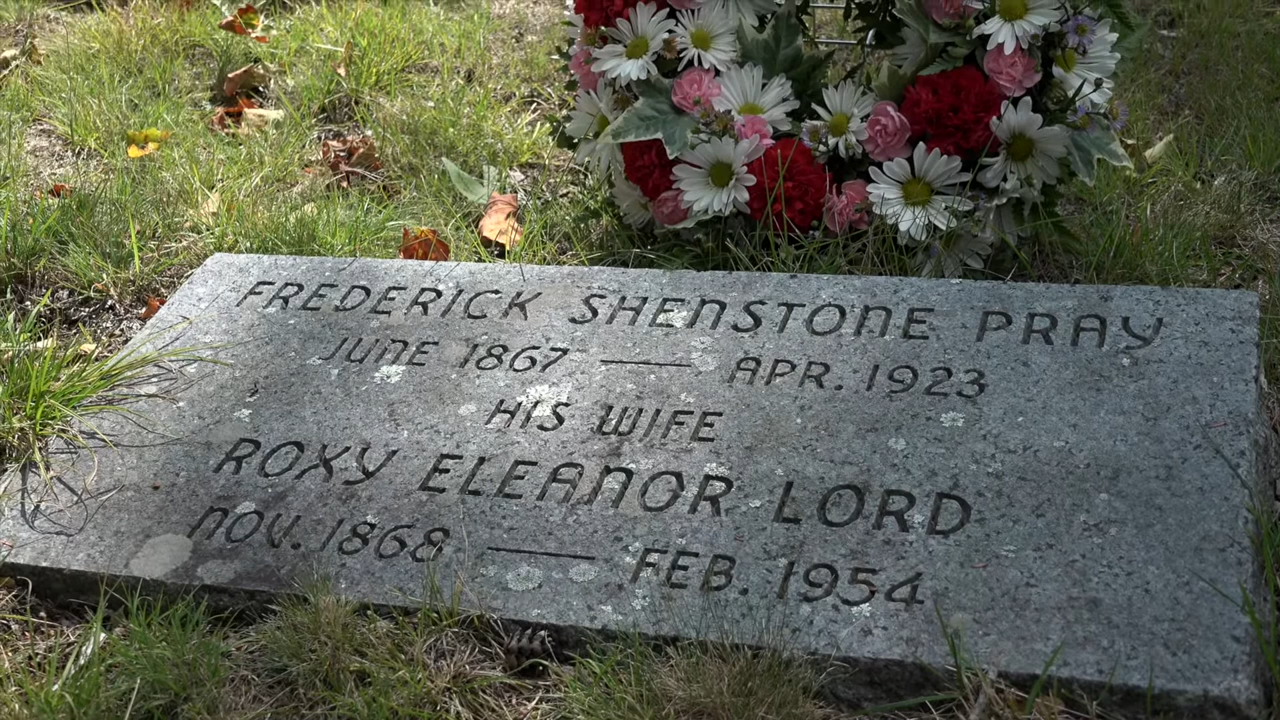 FREDERICK SHENSTONE PRAY
JUNE 1867 — APR. 1923
HIS WIFE
ROXY ELEANOR LORD
NOV. 1868 — FEB. 1954